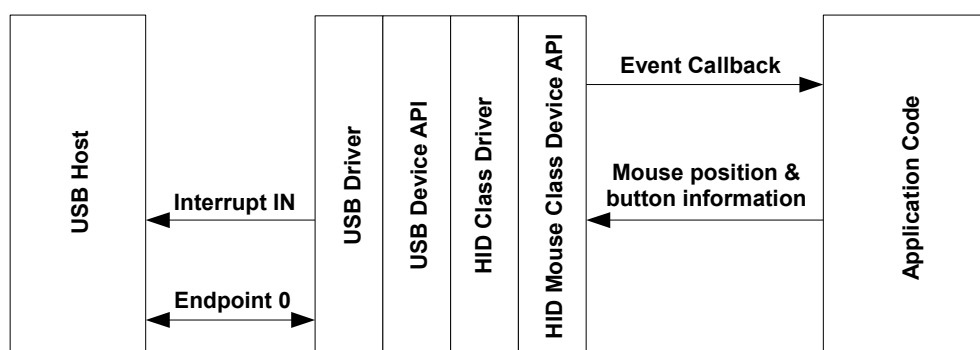 USB Host
Interrupt IN
Endpoint 0
USB Driver
USB Device API
HID Class Driver
HID Mouse Class Device API
Event Callback
Mouse position &
button information
Application Code